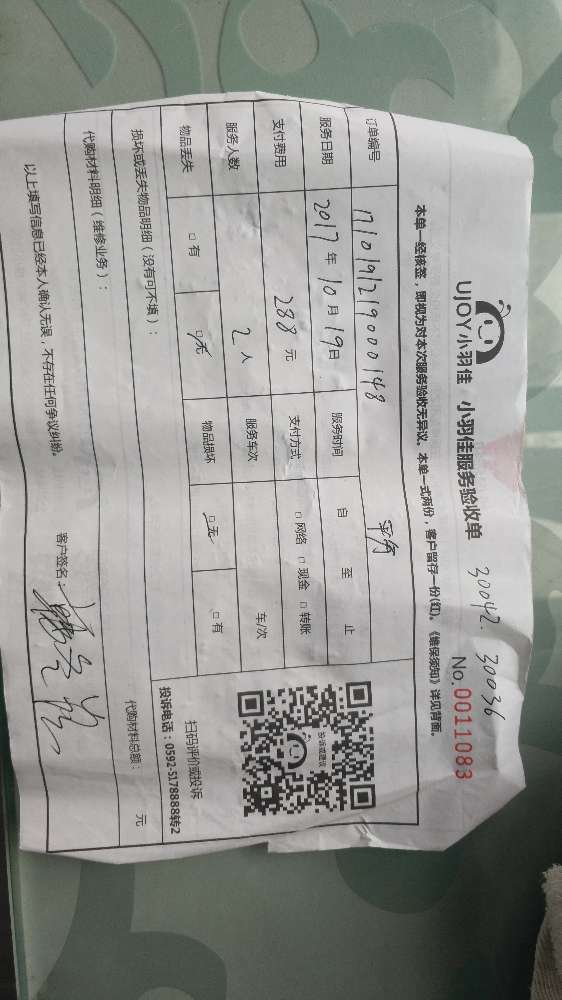 UJOY小羽佳 小羽佳服务验收单
30042. 30036
No.0011083
本单一经核签，即视为对本次服务验收无异议。本单一式两份，客户留存一份(红)。《维保须知》详见背面。
订单编号 1710191219000148
服务日期 2017年10月19日 服务时间 自 至 止
支付费用 288元 支付方式 □网络 □现金 □转账
服务人数 2人 服务车次 车/次
物品丢失 □有 □无 物品损坏 □无 □有
损坏或丢失物品明细（没有可不填）：
代购材料明细（维修业务）：
代购材料总额： 元
以上填写信息已经本人确认无误，不存在任何争议纠纷。 客户签名：
投诉或建议
扫码评价或投诉
投诉电话：0592-5178888转2